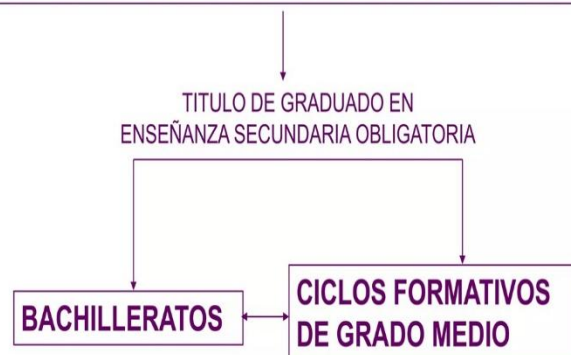 TITULO DE GRADUADO EN
ENSEÑANZA SECUNDARIA OBLIGATORIA
BACHILLERATOS
CICLOS FORMATIVOS
DE GRADO MEDIO